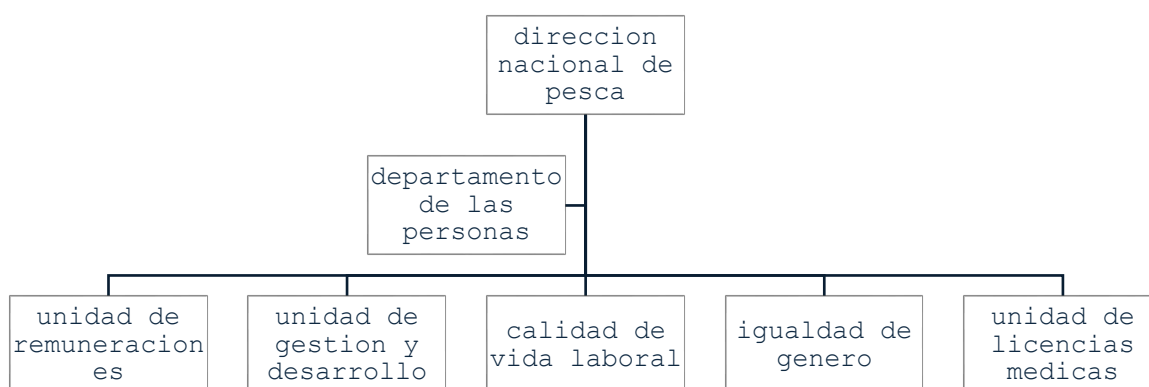 direccion
nacional de
pesca
departamento
de las
personas
unidad de
remuneracion
es
unidad de
gestion y
desarrollo
calidad de
vida laboral
igualdad de
genero
unidad de
licencias
medicas